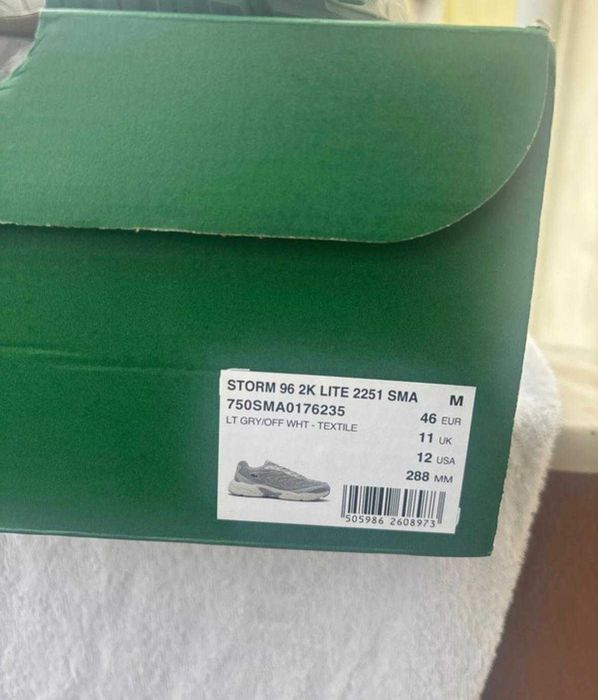 STORM 96 2K LITE 2251 SMA M
750SMA0176235
46 EUR
LT GRY/OFF WHT - TEXTILE
11 UK
12 USA
288 MM
505986 2608973